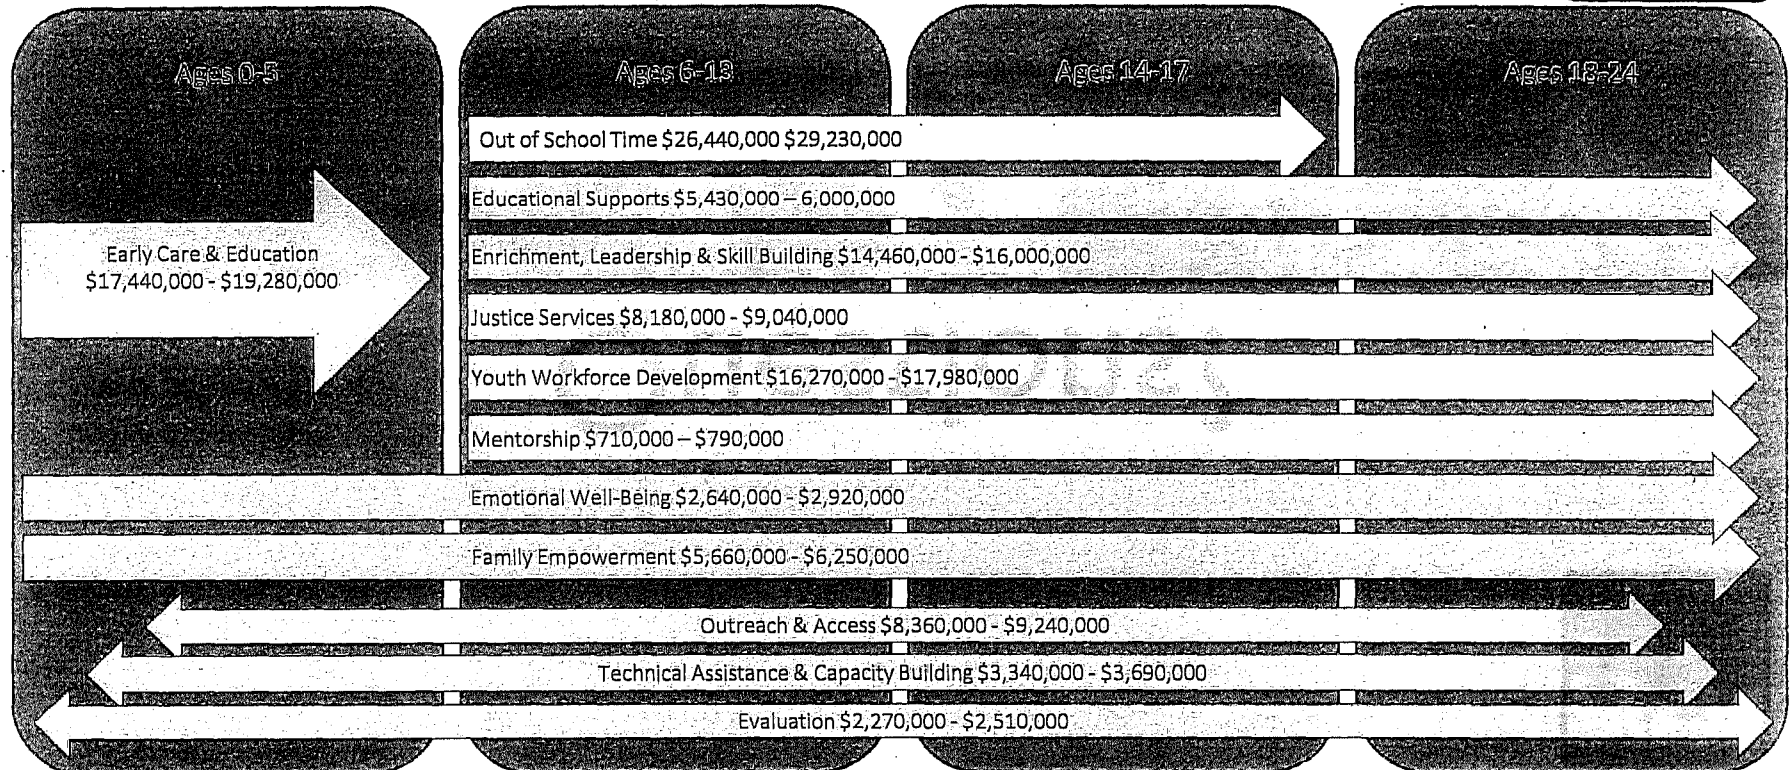 Ages 0-5
Ages 6-13
Ages 14-17
Ages 18-24
Out of School Time $26,440,000 $29,230,000
Educational Supports $5,430,000 – 6,000,000
Early Care & Education
$17,440,000 - $19,280,000
Enrichment, Leadership & Skill Building $14,460,000 - $16,000,000
Justice Services $8,180,000 - $9,040,000
Youth Workforce Development $16,270,000 - $17,980,000
Mentorship $710,000 – $790,000
Emotional Well-Being $2,640,000 - $2,920,000
Family Empowerment $5,660,000 - $6,250,000
Outreach & Access $8,360,000 - $9,240,000
Technical Assistance & Capacity Building $3,340,000 - $3,690,000
Evaluation $2,270,000 - $2,510,000